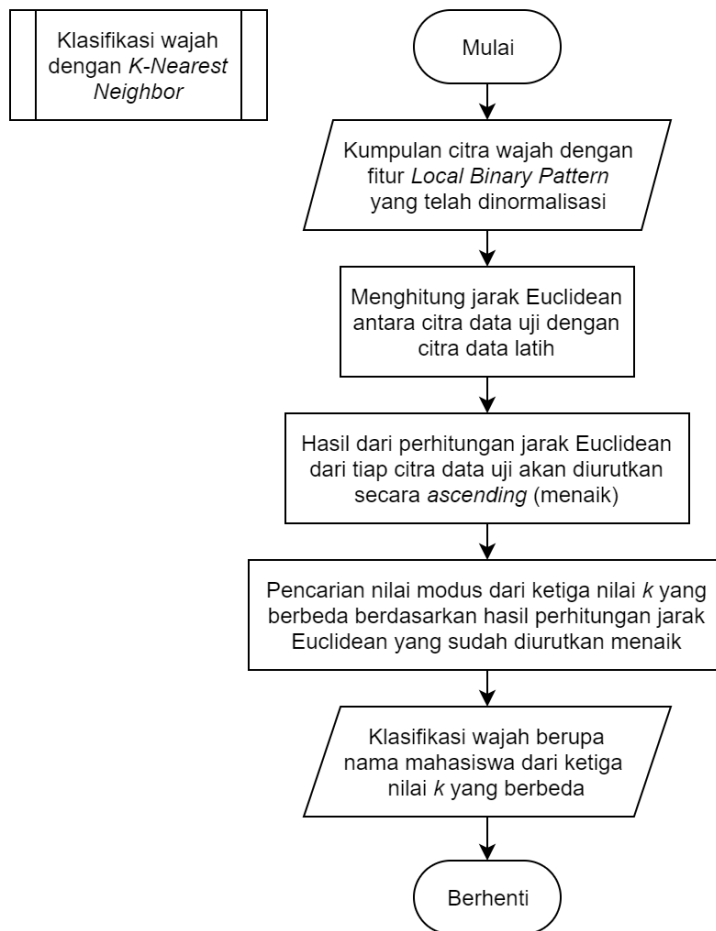 Klasifikasi wajah
dengan K-Nearest
Neighbor
Mulai
Kumpulan citra wajah dengan
fitur Local Binary Pattern
yang telah dinormalisasi
Menghitung jarak Euclidean
antara citra data uji dengan
citra data latih
Hasil dari perhitungan jarak Euclidean
dari tiap citra data uji akan diurutkan
secara ascending (menaik)
Pencarian nilai modus dari ketiga nilai k yang
berbeda berdasarkan hasil perhitungan jarak
Euclidean yang sudah diurutkan menaik
Klasifikasi wajah berupa
nama mahasiswa dari ketiga
nilai k yang berbeda
Berhenti